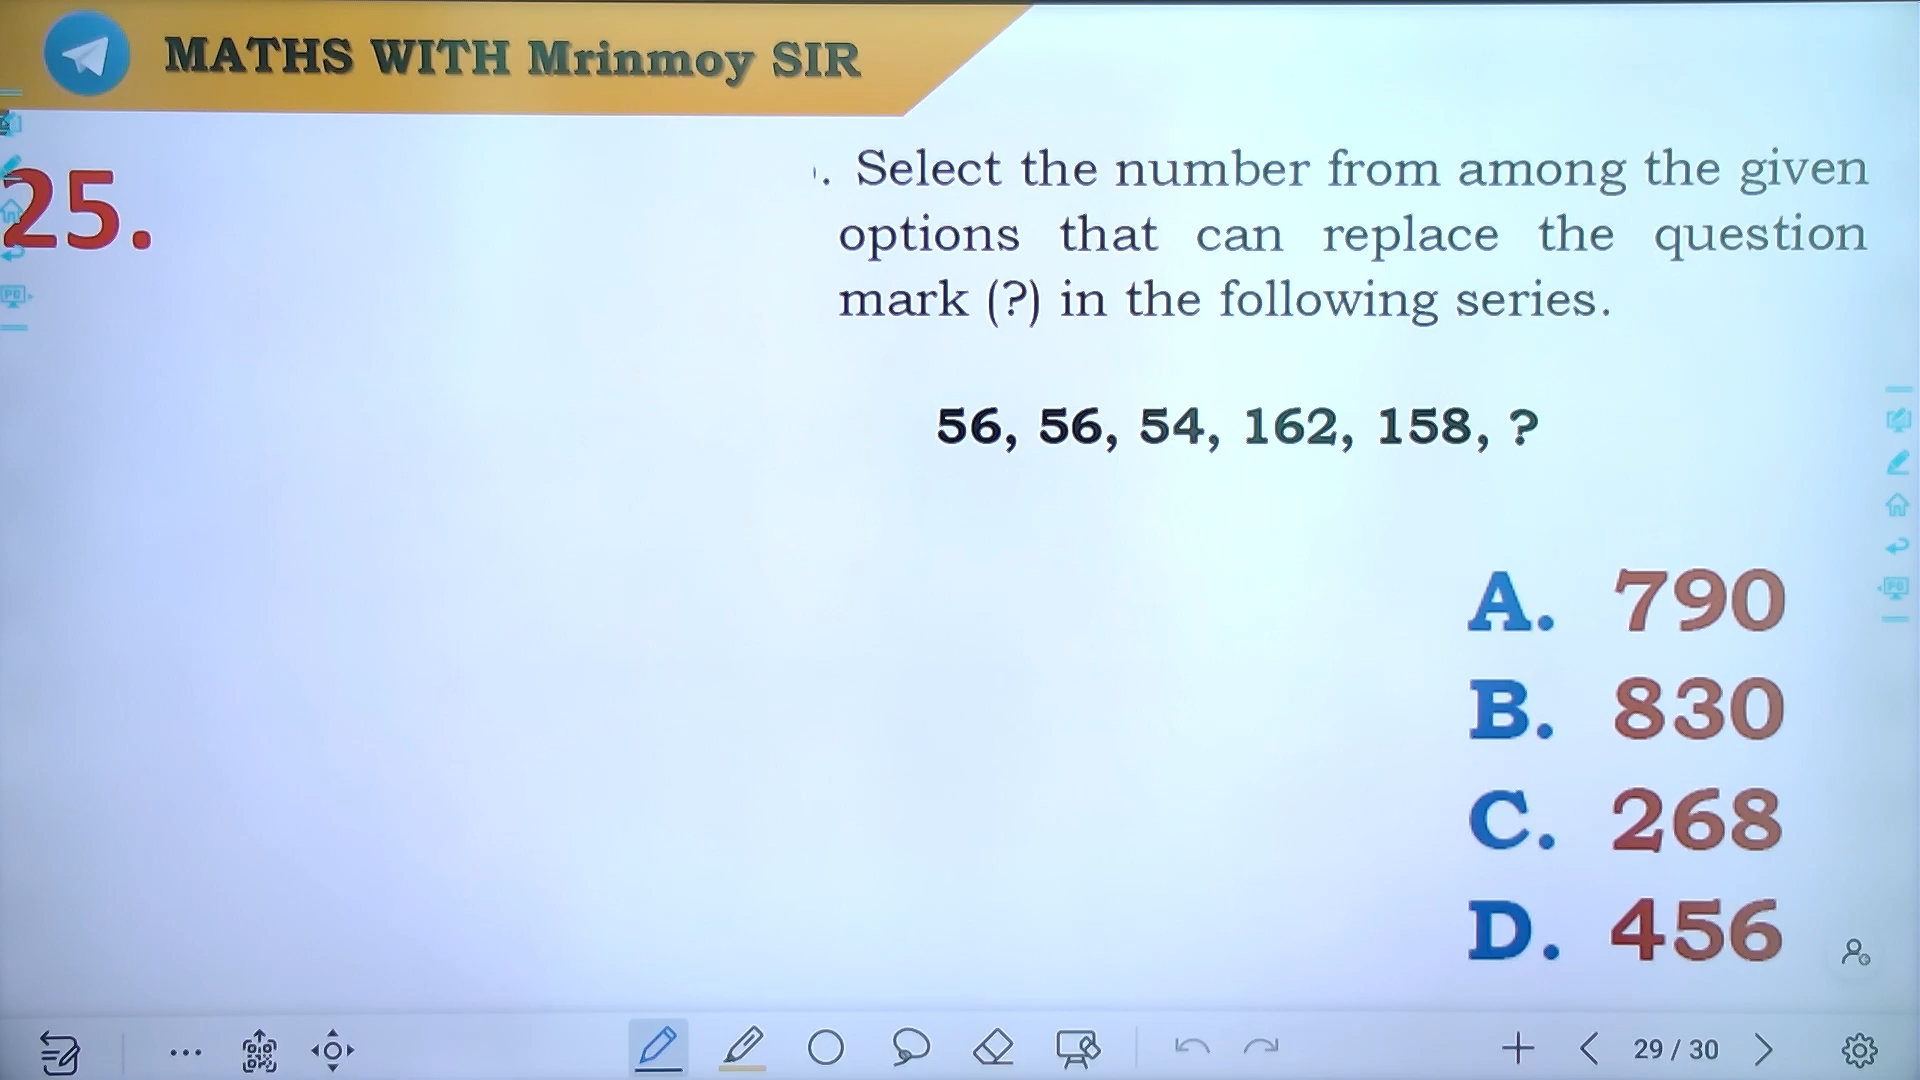 MATHS WITH Mrinmoy SIR
25.
. Select the number from among the given
options that can replace the question
mark (?) in the following series.
56, 56, 54, 162, 158, ?
A. 790
B. 830
C. 268
D. 456
29 / 30